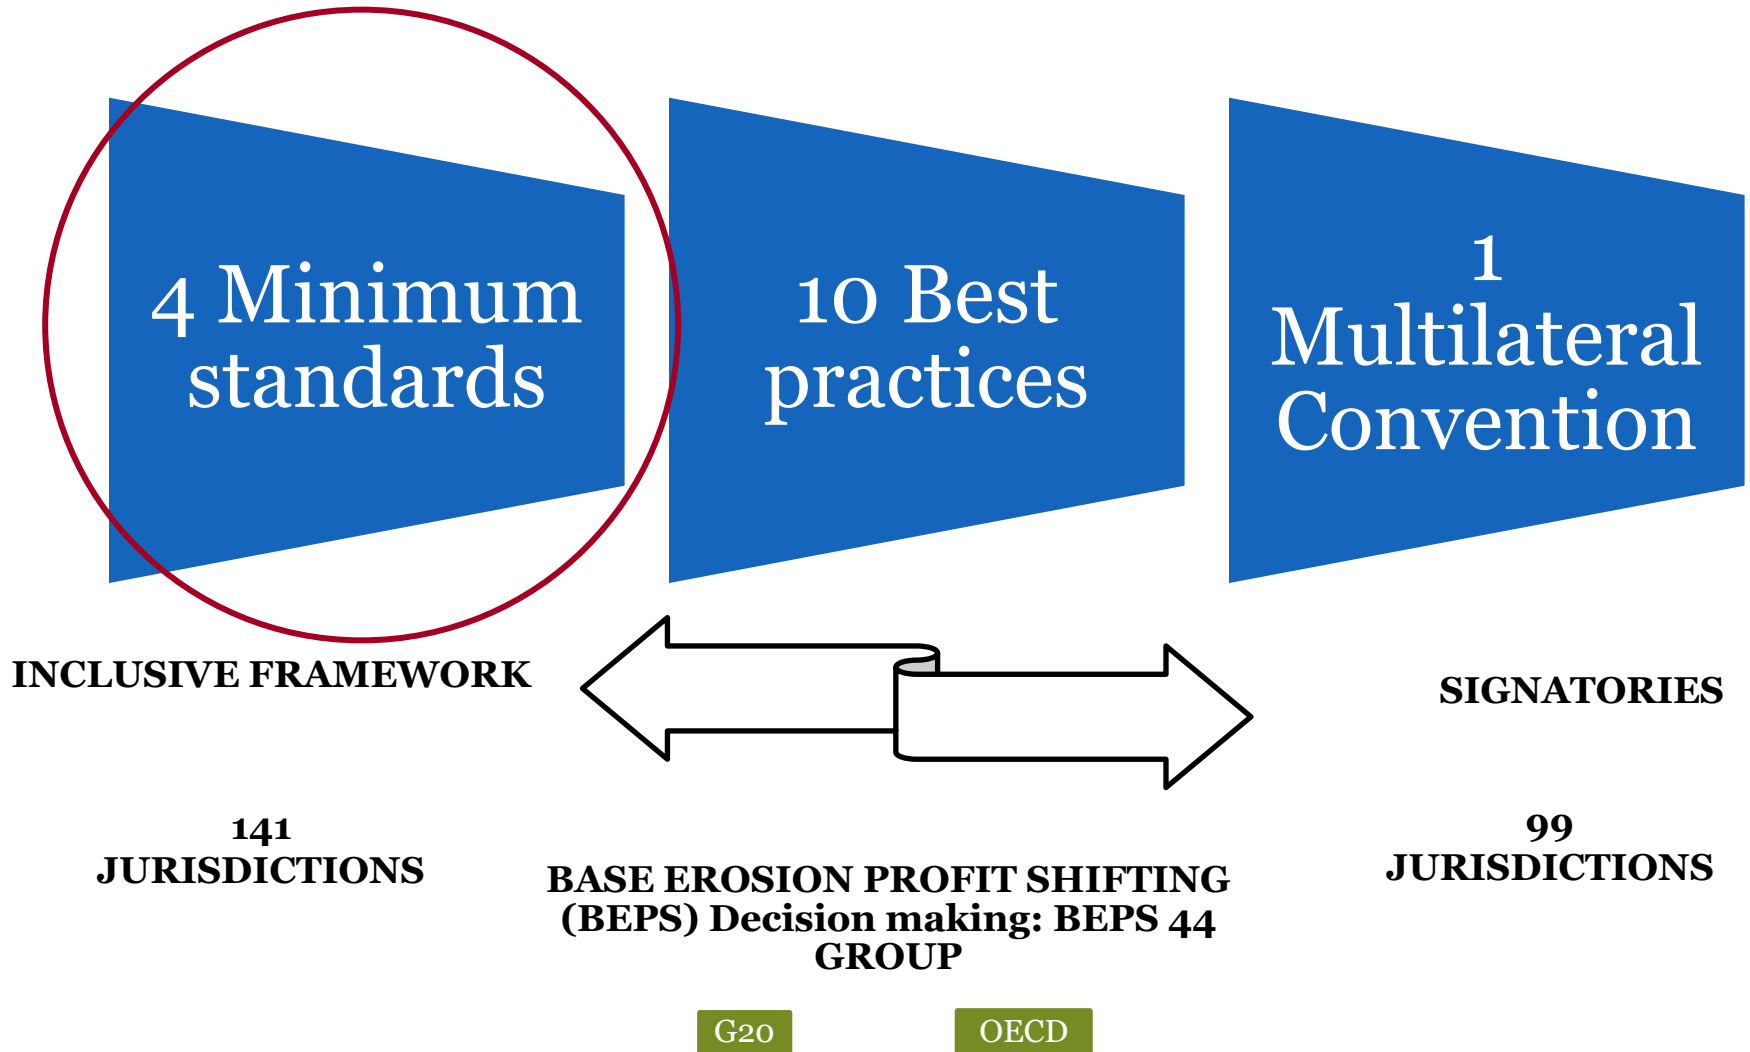 4 Minimum
standards
10 Best
practices
1
Multilateral
Convention
INCLUSIVE FRAMEWORK
SIGNATORIES
141
JURISDICTIONS
99
JURISDICTIONS
BASE EROSION PROFIT SHIFTING
(BEPS) Decision making: BEPS 44
GROUP
G20
OECD